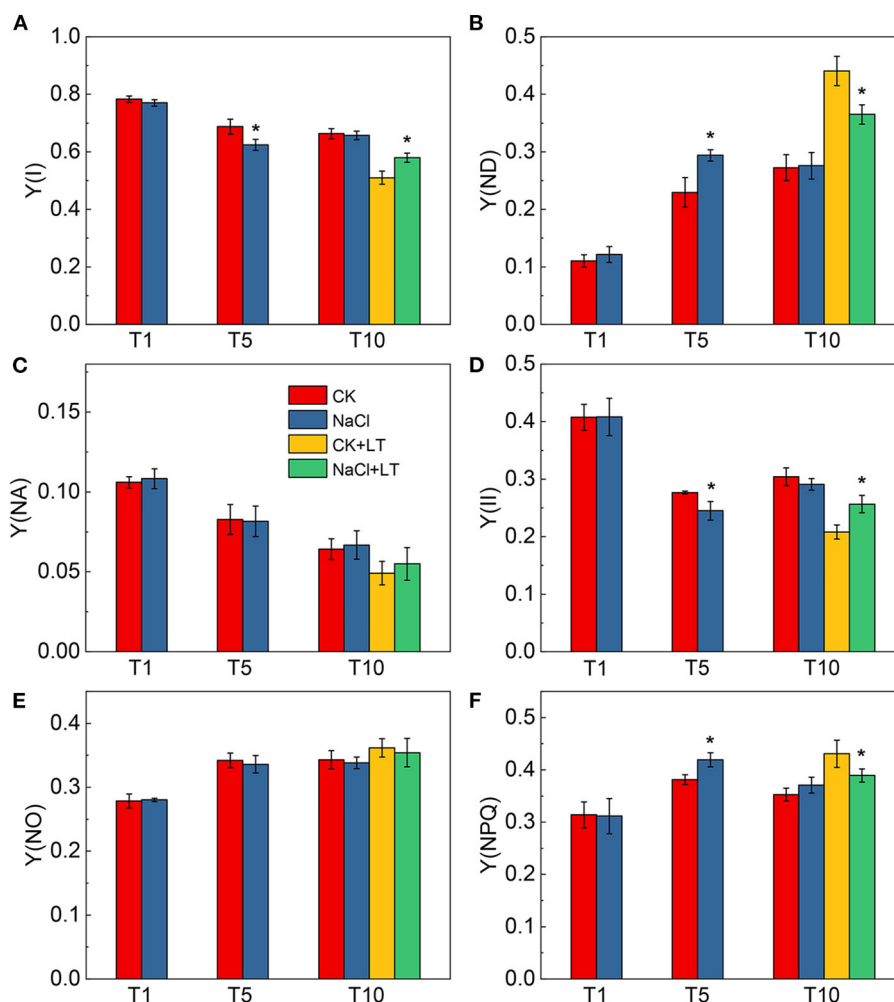 A
Y(I)
1.0
0.8
0.6
0.4
0.2
0.0
*
*
T1 T5 T10
B
Y(ND)
0.5
0.4
0.3
0.2
0.1
0.0
*
*
T1 T5 T10
C
Y(NA)
0.15
0.10
0.05
0.00
CK
NaCl
CK+LT
NaCl+LT
T1 T5 T10
D
Y(II)
0.5
0.4
0.3
0.2
0.1
0.0
*
*
T1 T5 T10
E
Y(NO)
0.4
0.3
0.2
0.1
0.0
T1 T5 T10
F
Y(NPQ)
0.5
0.4
0.3
0.2
0.1
0.0
*
*
T1 T5 T10